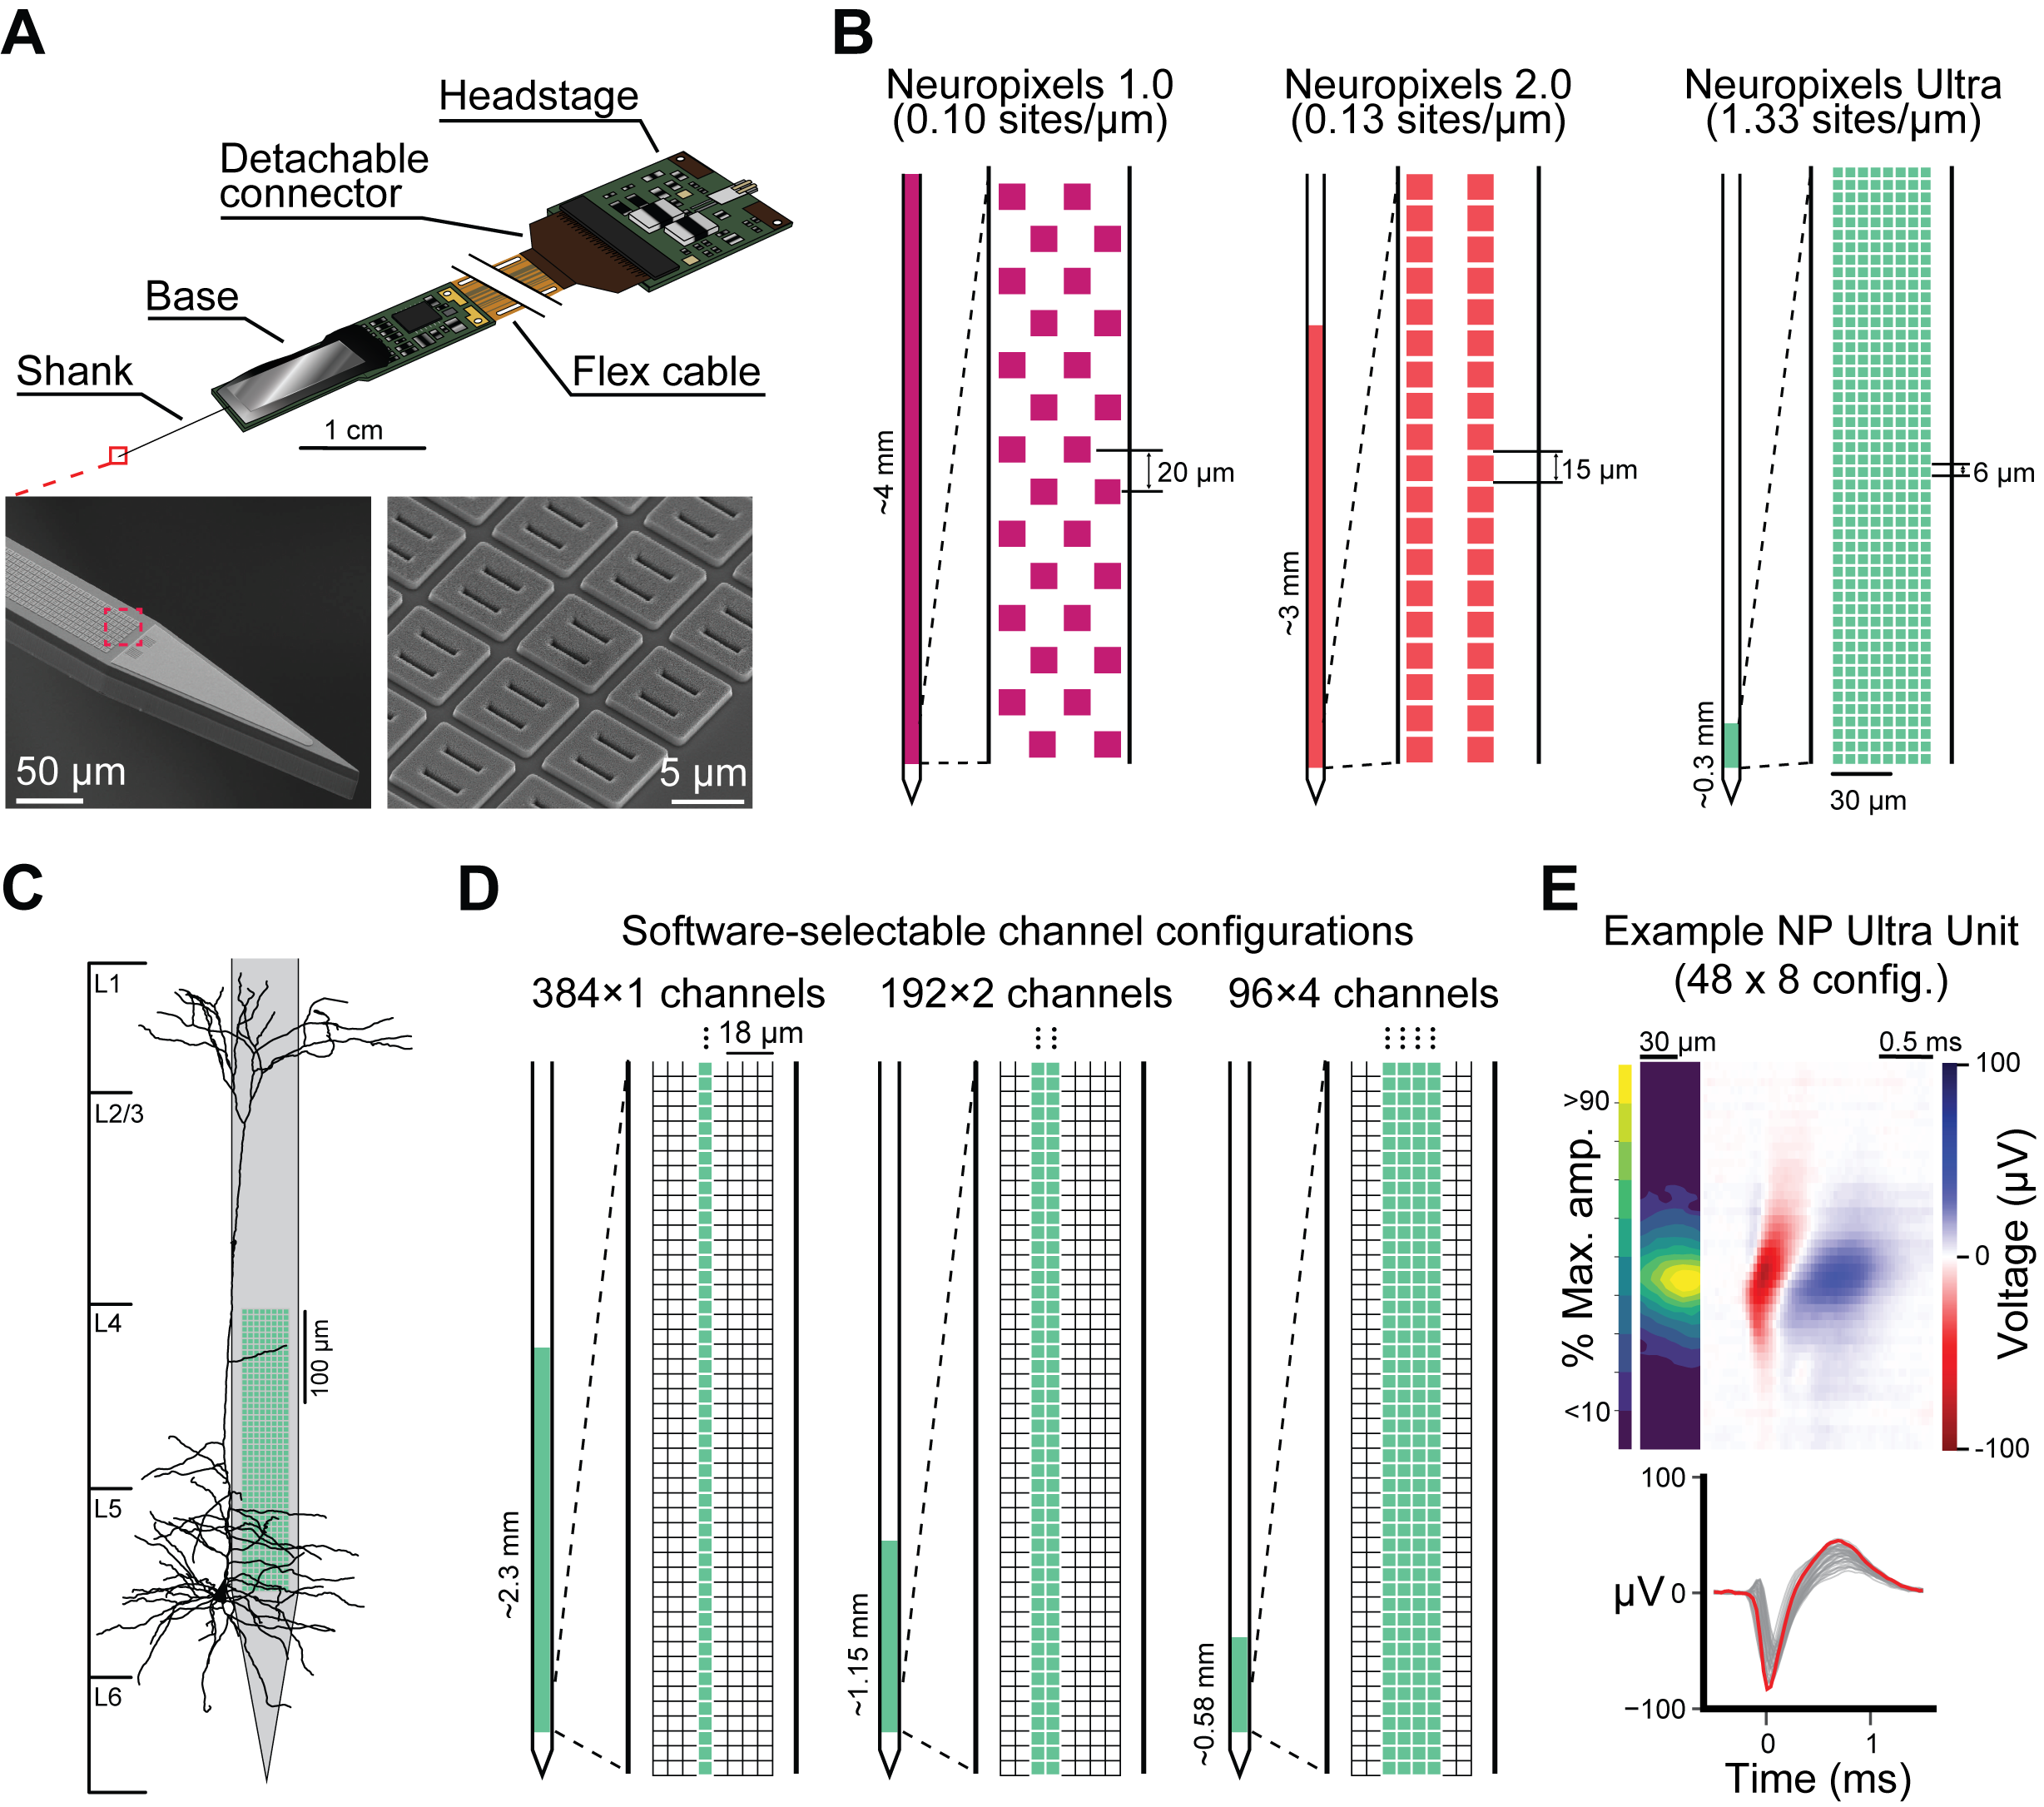 A
Headstage
Detachable
connector
Base
Shank
Flex cable
1 cm
50 µm
5 µm
B
Neuropixels 1.0
(0.10 sites/µm)
~4 mm
20 µm
Neuropixels 2.0
(0.13 sites/µm)
~3 mm
15 µm
Neuropixels Ultra
(1.33 sites/µm)
~0.3 mm
6 µm
30 µm
C
L1
L2/3
L4
100 µm
L5
L6
D
Software-selectable channel configurations
384×1 channels
18 µm
~2.3 mm
192×2 channels
~1.15 mm
96×4 channels
~0.58 mm
E
Example NP Ultra Unit
(48 x 8 config.)
30 µm
0.5 ms
>90
% Max. amp.
<10
100
0
-100
Voltage (µV)
100
µV 0
−100
0 1
Time (ms)